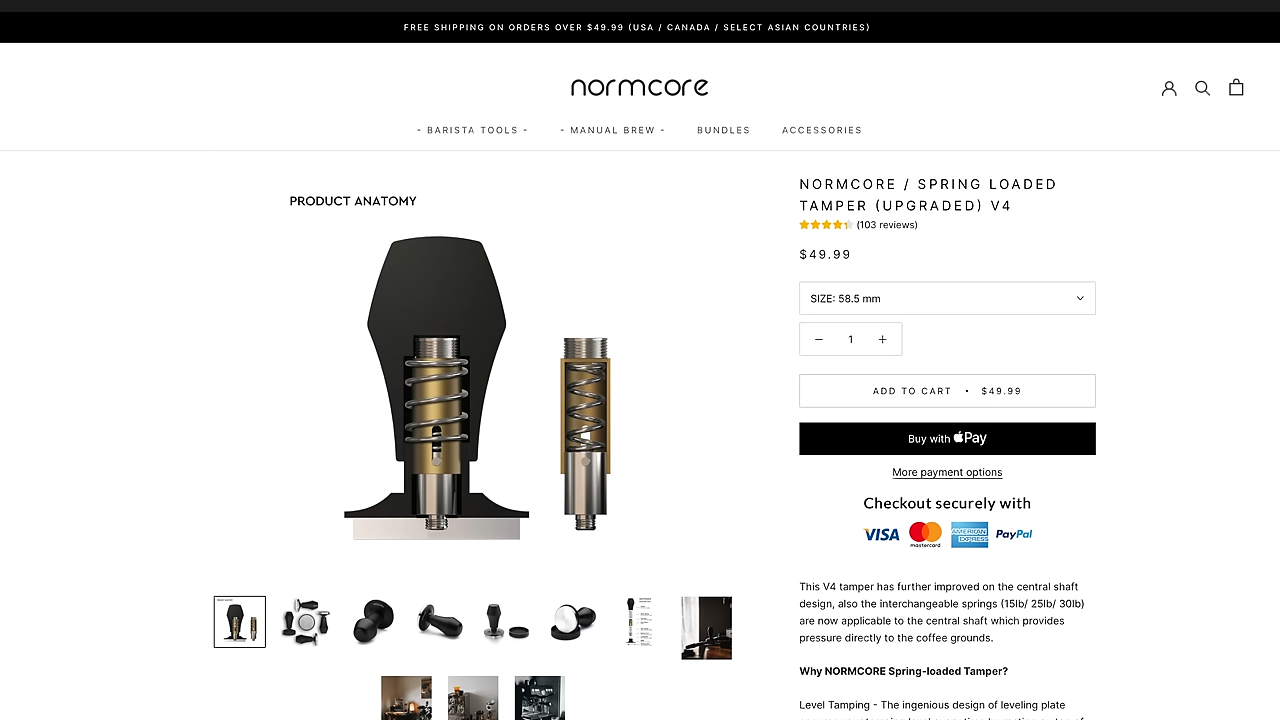 FREE SHIPPING ON ORDERS OVER $49.99 (USA / CANADA / SELECT ASIAN COUNTRIES)
normcore
- BARISTA TOOLS -
- MANUAL BREW -
BUNDLES
ACCESSORIES
PRODUCT ANATOMY
NORMCORE / SPRING LOADED
TAMPER (UPGRADED) V4
(103 reviews)
$49.99
SIZE: 58.5 mm
1
ADD TO CART • $49.99
Buy with Pay
More payment options
Checkout securely with
VISA
mastercard
AMERICAN EXPRESS
PayPal
This V4 tamper has further improved on the central shaft
design, also the interchangeable springs (15lb/ 25lb/ 30lb)
are now applicable to the central shaft which provides
pressure directly to the coffee grounds.
Why NORMCORE Spring-loaded Tamper?
Level Tamping - The ingenious design of leveling plate